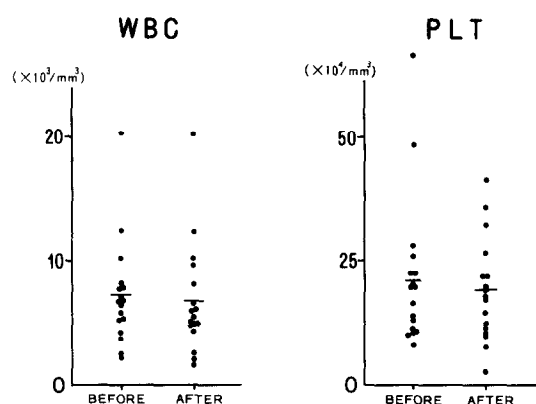 WBC
(×10³/mm³)
20
10
0
BEFORE AFTER
PLT
(×10⁴/mm³)
50
25
0
BEFORE AFTER